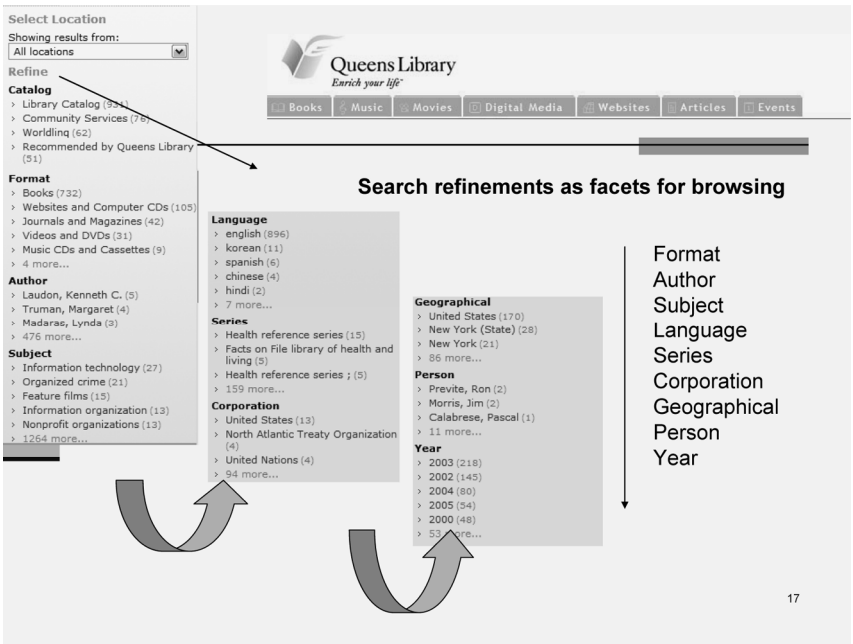 Select Location
Showing results from:
All locations
Refine
Catalog
> Library Catalog (931)
> Community Services (76)
> Worldlinq (62)
> Recommended by Queens Library
(51)
Format
> Books (732)
> Websites and Computer CDs (105)
> Journals and Magazines (42)
> Videos and DVDs (31)
> Music CDs and Cassettes (9)
> 4 more...
Author
> Laudon, Kenneth C. (5)
> Truman, Margaret (4)
> Madaras, Lynda (3)
> 476 more...
Subject
> Information technology (27)
> Organized crime (21)
> Feature films (15)
> Information organization (13)
> Nonprofit organizations (13)
> 1264 more...
Queens Library
Enrich your life
Books Music Movies Digital Media Websites Articles Events
Search refinements as facets for browsing
Language
> english (896)
> korean (11)
> spanish (6)
> chinese (4)
> hindi (2)
> 7 more...
Series
> Health reference series (15)
> Facts on File library of health and
living (5)
> Health reference series ; (5)
> 159 more...
Corporation
> United States (13)
> North Atlantic Treaty Organization
(4)
> United Nations (4)
> 94 more...
Geographical
> United States (170)
> New York (State) (28)
> New York (21)
> 86 more...
Person
> Previte, Ron (2)
> Morris, Jim (2)
> Calabrese, Pascal (1)
> 11 more...
Year
> 2003 (218)
> 2002 (145)
> 2004 (80)
> 2005 (54)
> 2000 (48)
> 53 more...
Format
Author
Subject
Language
Series
Corporation
Geographical
Person
Year
17